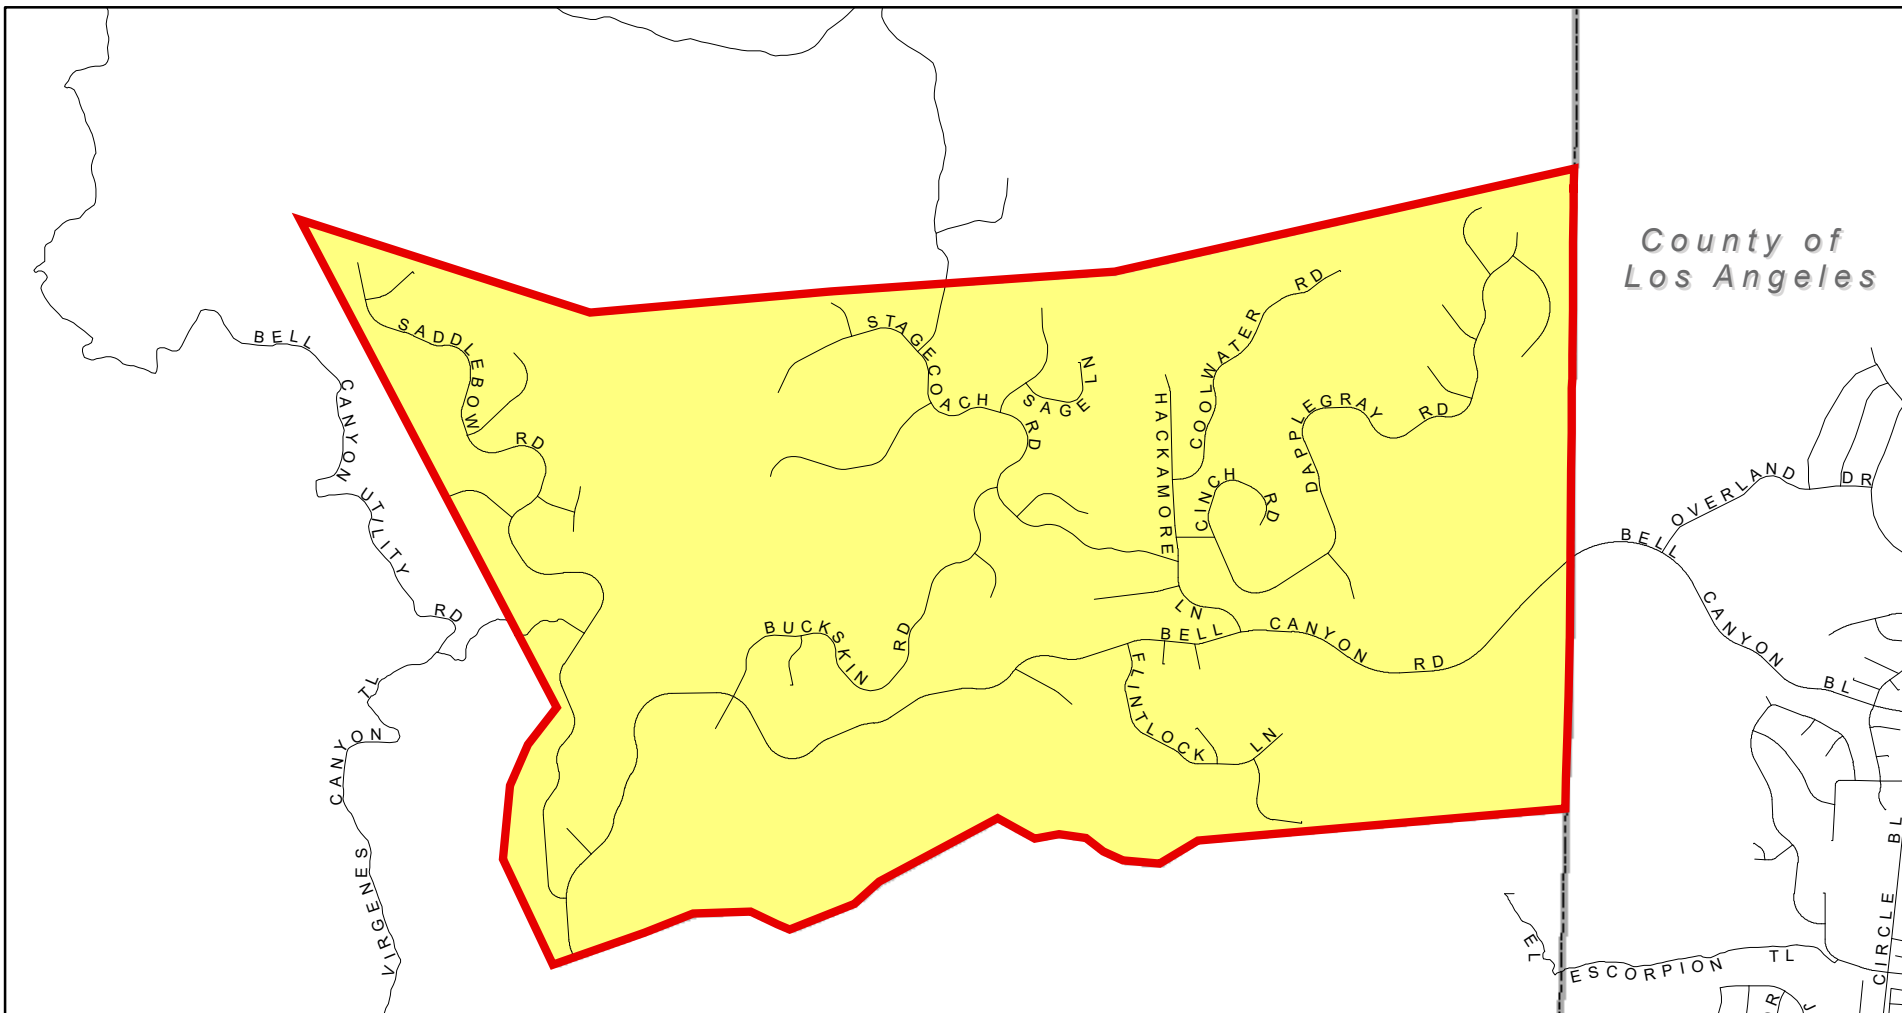 County of
Los Angeles
BELL CANYON UTILITY RD
SADDLEBOW RD
STAGECOACH RD
SAGE LN
HACKAMORE LN
COOLWATER RD
CINCH RD
DAPPLEGRAY RD
BUCKSKIN RD
BELL CANYON RD
FLINTLOCK LN
OVERLAND DR
BELL CANYON BL
VIRGENES CANYON TL
EL ESCORPION TL
CIRCLE BL